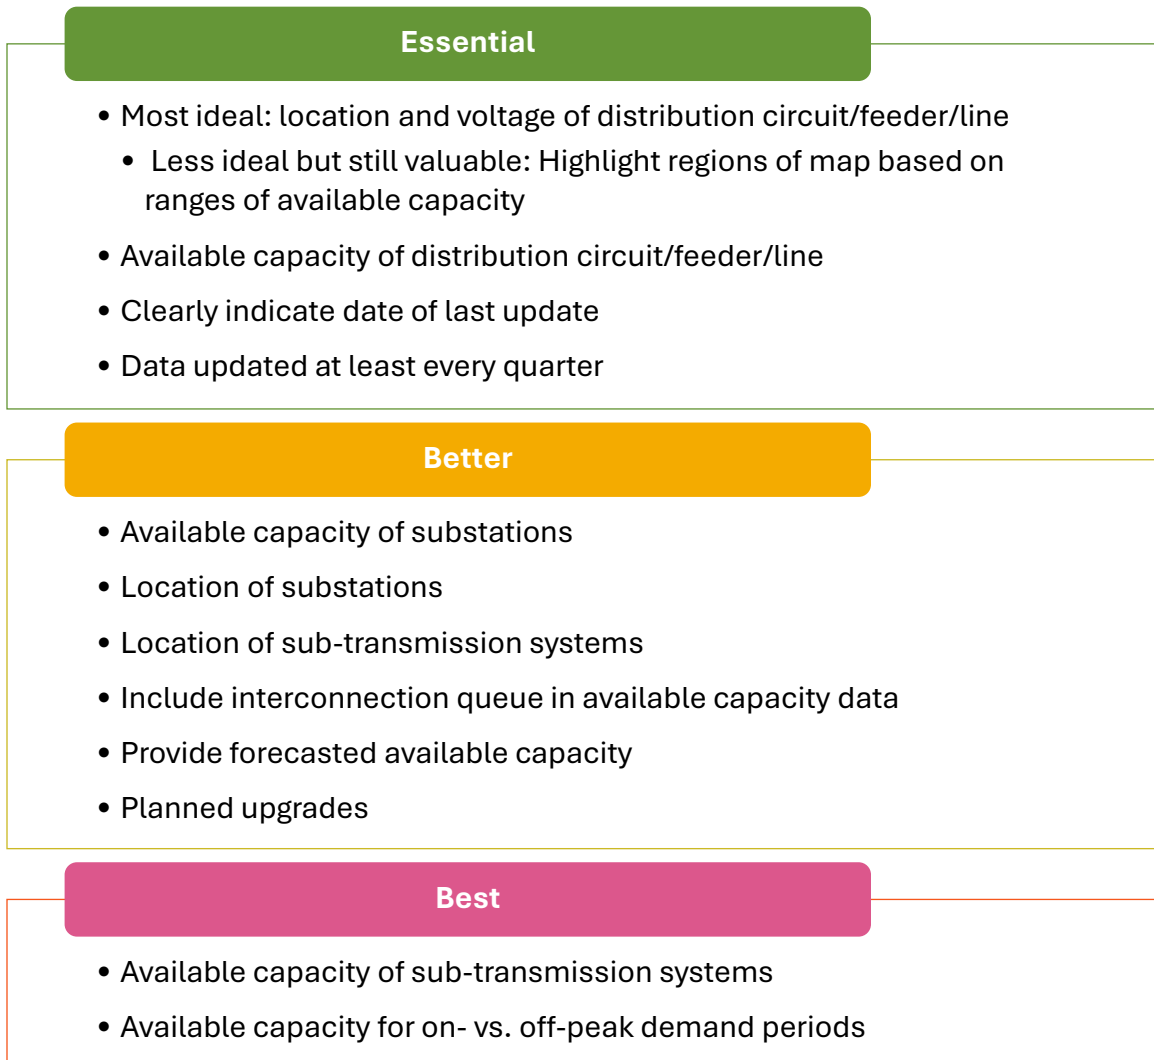 Essential
• Most ideal: location and voltage of distribution circuit/feeder/line
• Less ideal but still valuable: Highlight regions of map based on
ranges of available capacity
• Available capacity of distribution circuit/feeder/line
• Clearly indicate date of last update
• Data updated at least every quarter
Better
• Available capacity of substations
• Location of substations
• Location of sub-transmission systems
• Include interconnection queue in available capacity data
• Provide forecasted available capacity
• Planned upgrades
Best
• Available capacity of sub-transmission systems
• Available capacity for on- vs. off-peak demand periods